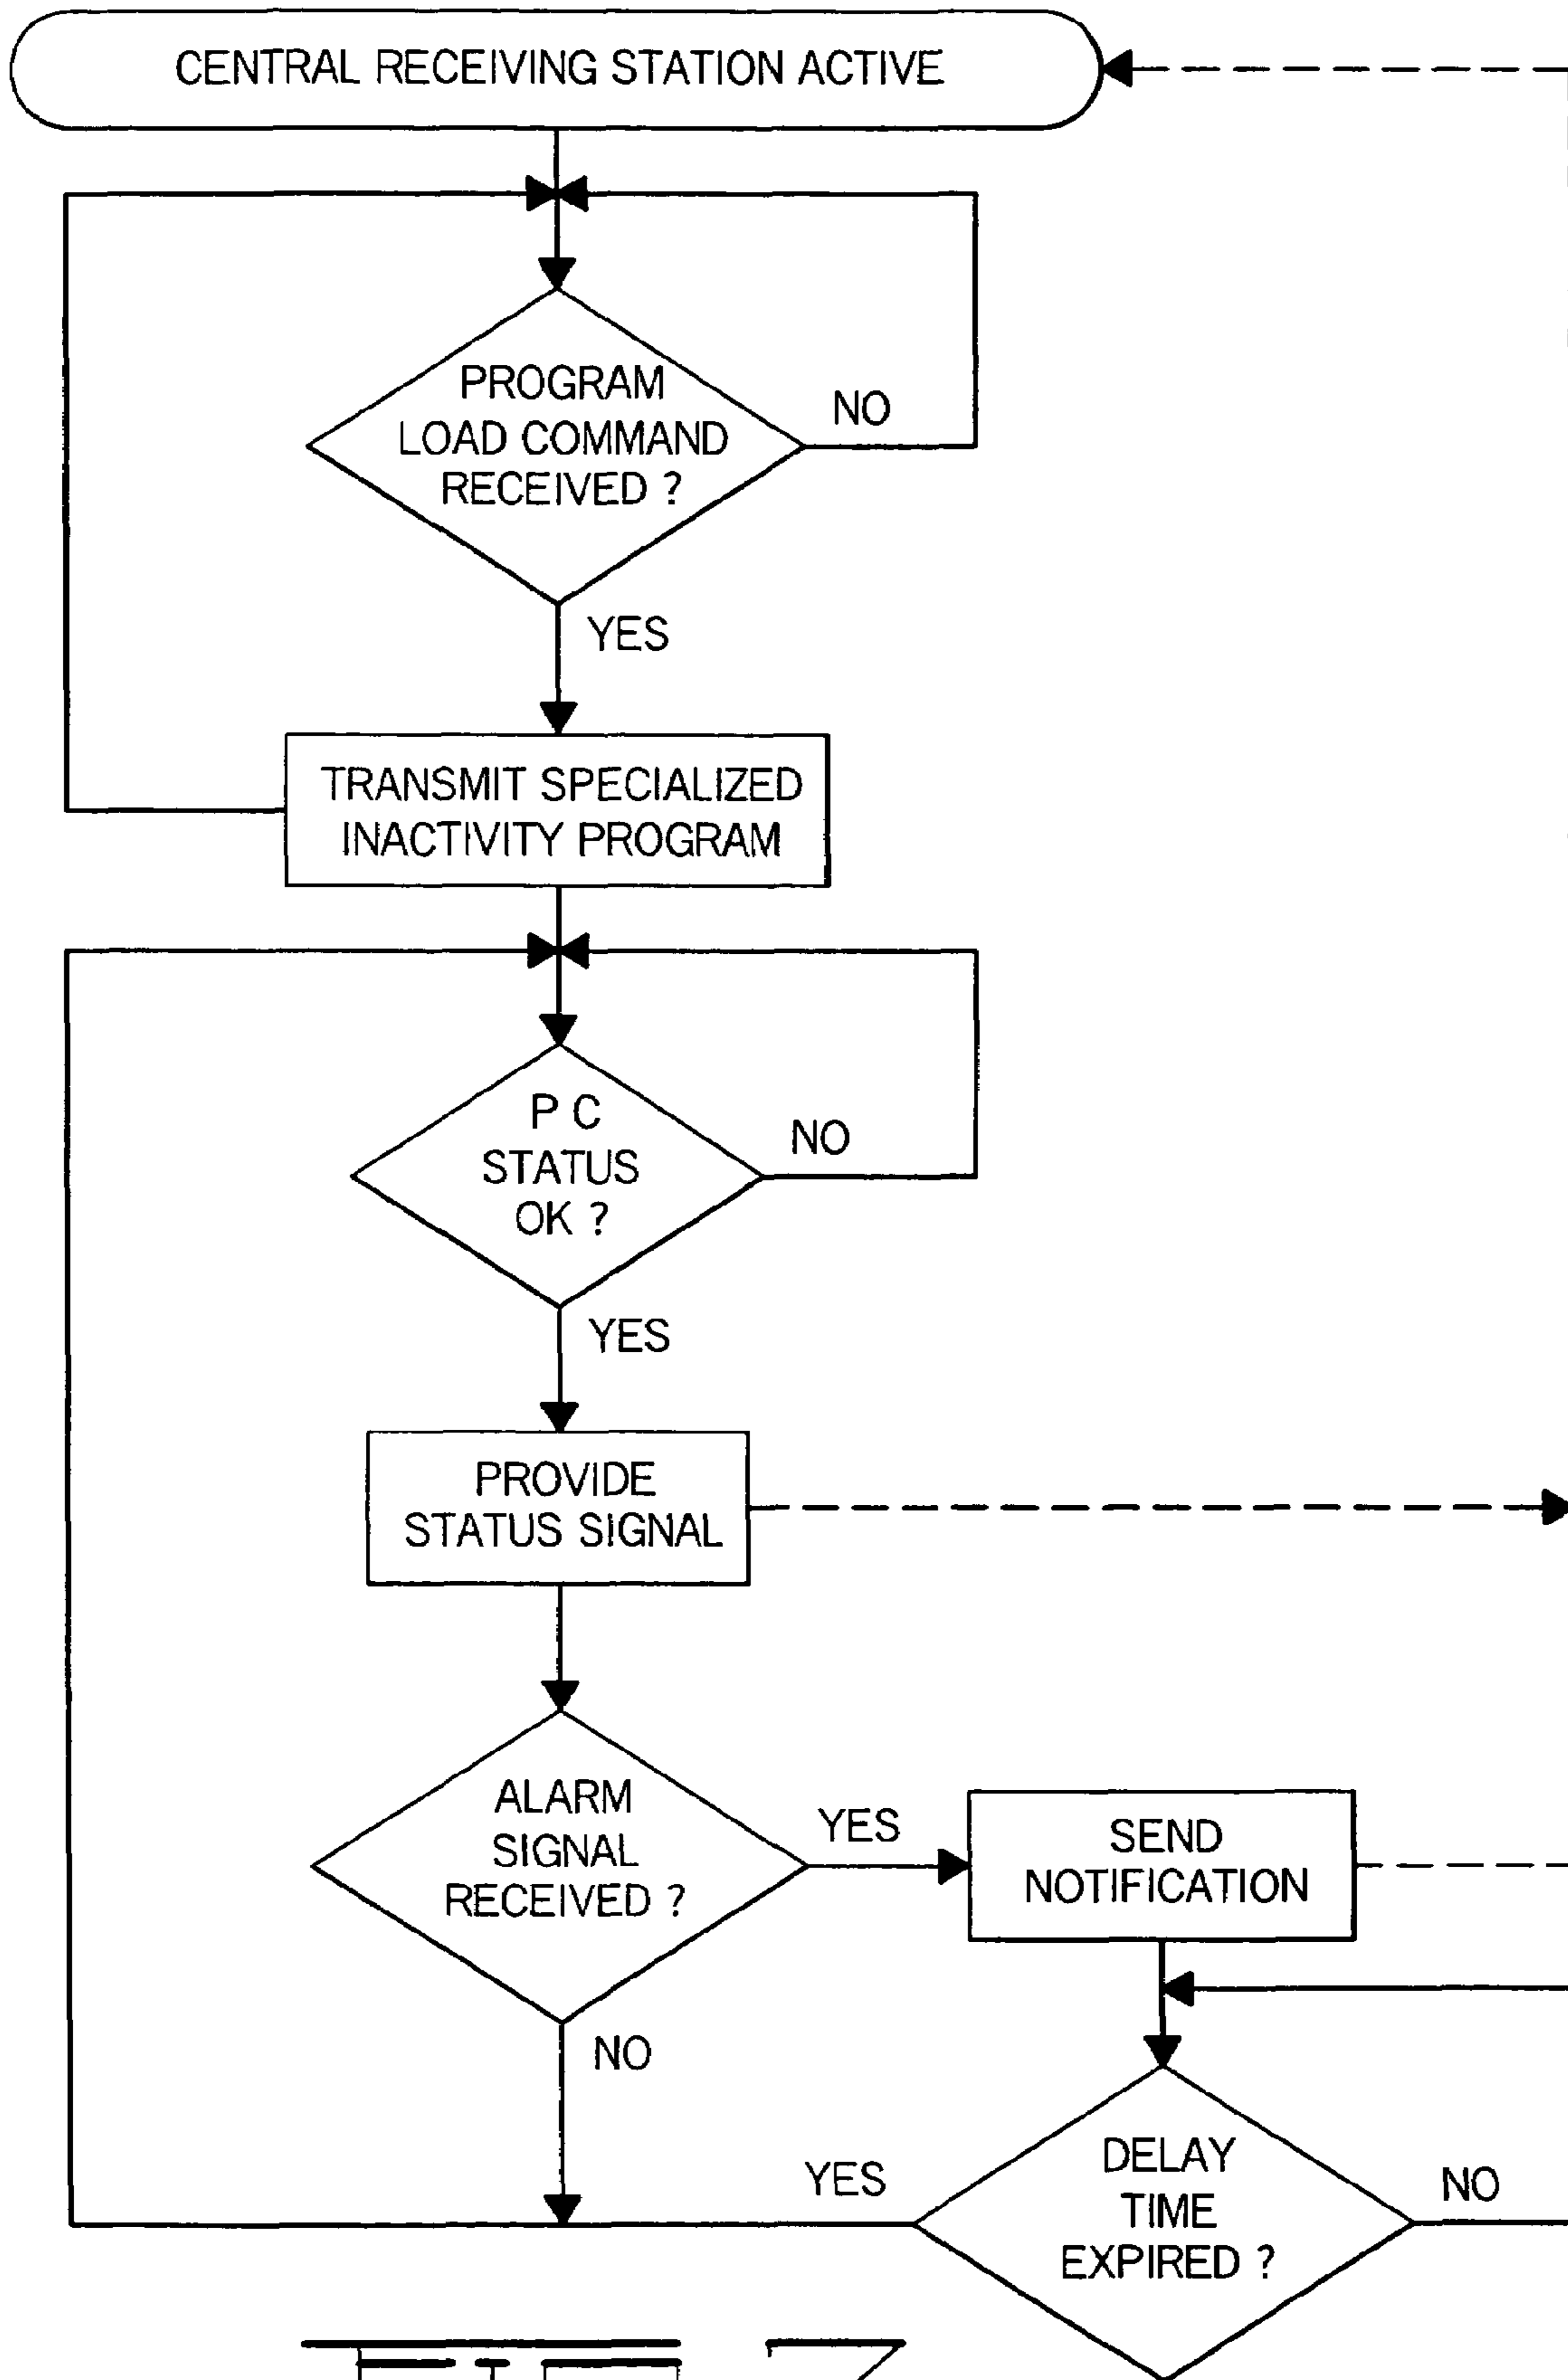 CENTRAL RECEIVING STATION ACTIVE
PROGRAM
LOAD COMMAND
RECEIVED ?
NO
YES
TRANSMIT SPECIALIZED
INACTIVITY PROGRAM
P C
STATUS
OK ?
NO
YES
PROVIDE
STATUS SIGNAL
ALARM
SIGNAL
RECEIVED ?
YES
SEND
NOTIFICATION
NO
YES
DELAY
TIME
EXPIRED ?
NO